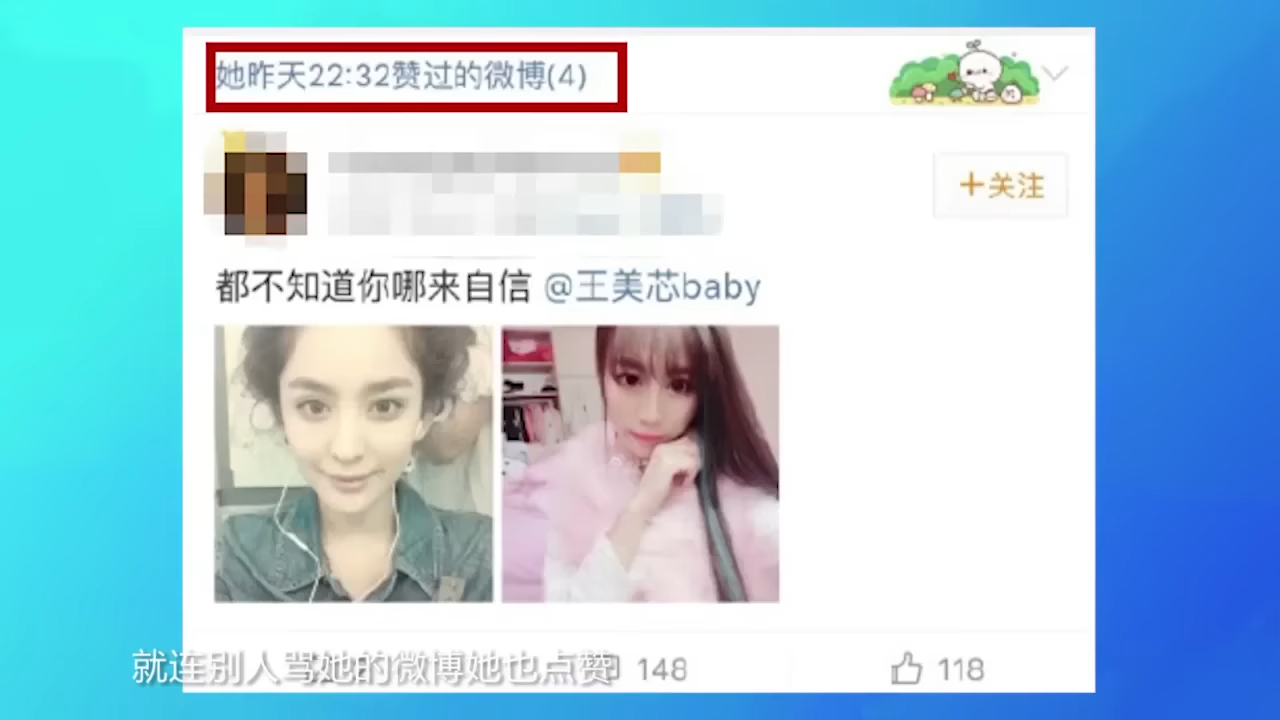 她昨天22:32赞过的微博(4)
+关注
都不知道你哪来自信 @王美芯baby
148
118
就连别人骂她的微博她也点赞